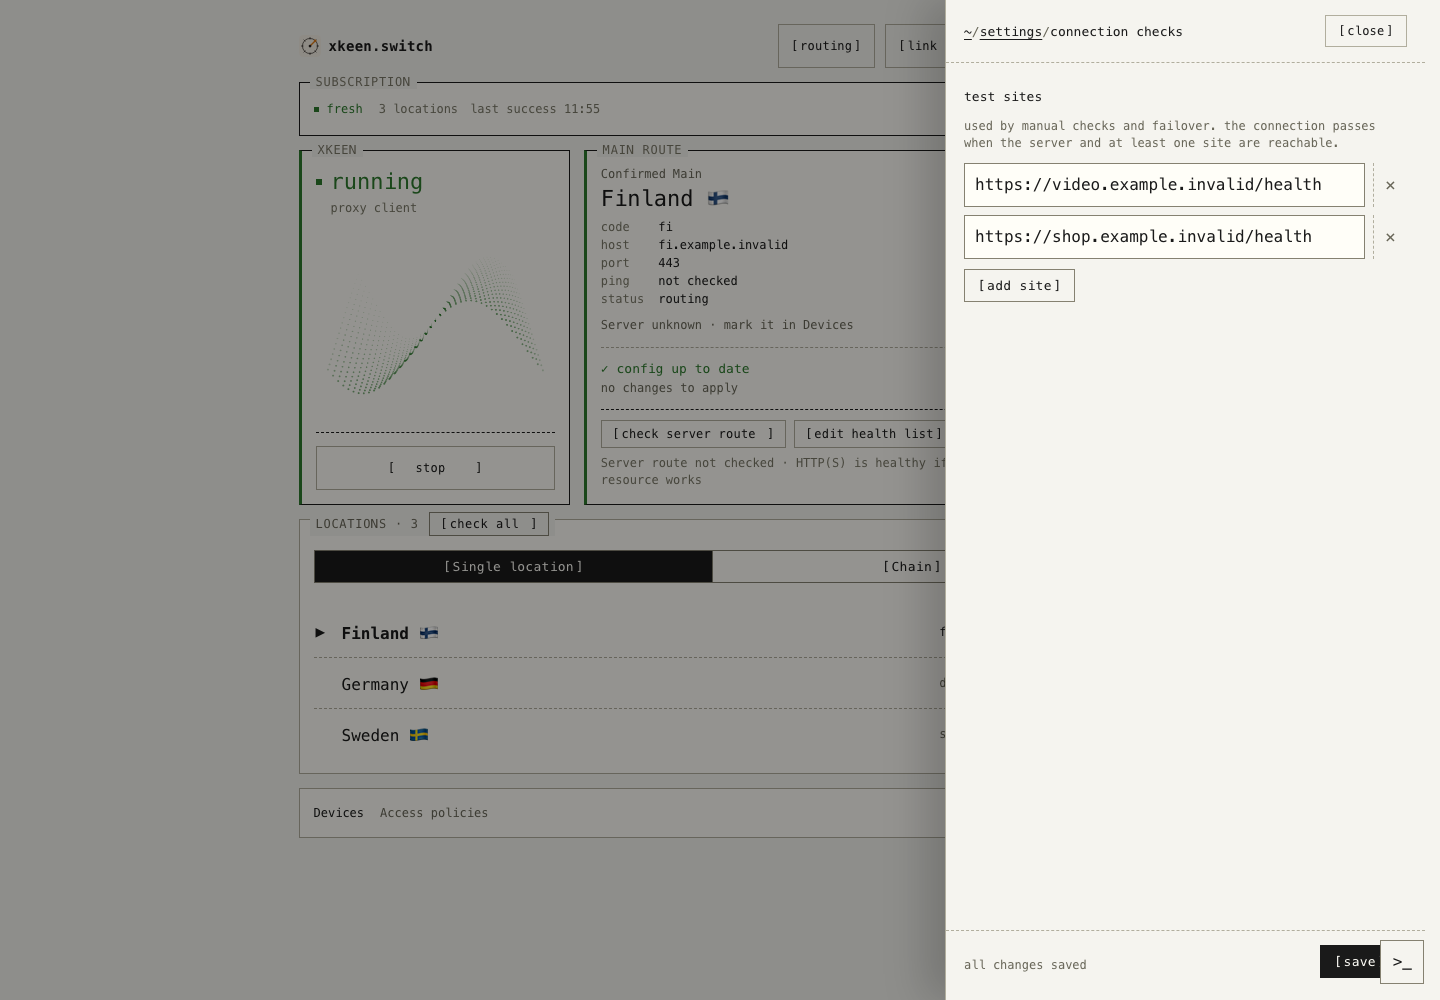 xkeen.switch
[routing]
[link
SUBSCRIPTION
fresh 3 locations last success 11:55
XKEEN
running
proxy client
[ stop ]
MAIN ROUTE
Confirmed Main
Finland
code fi
host fi.example.invalid
port 443
ping not checked
status routing
Server unknown · mark it in Devices
✓ config up to date
no changes to apply
[check server route ] [edit health list]
Server route not checked · HTTP(S) is healthy if
resource works
LOCATIONS · 3 [check all ]
[Single location] [Chain]
▶ Finland
Germany
Sweden
Devices Access policies
~/settings/connection checks
[close]
test sites
used by manual checks and failover. the connection passes
when the server and at least one site are reachable.
https://video.example.invalid/health ×
https://shop.example.invalid/health ×
[add site]
all changes saved
[save
>_